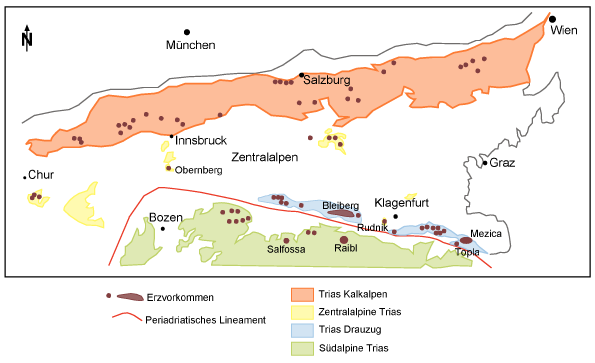 N
München
Wien
Salzburg
Innsbruck
Zentralalpen
Obernberg
Graz
Chur
Bleiberg
Klagenfurt
Bozen
Rudnik
Mezica
Salfossa
Raibl
Topla
Erzvorkommen
Periadriatisches Lineament
Trias Kalkalpen
Zentralalpine Trias
Trias Drauzug
Südalpine Trias